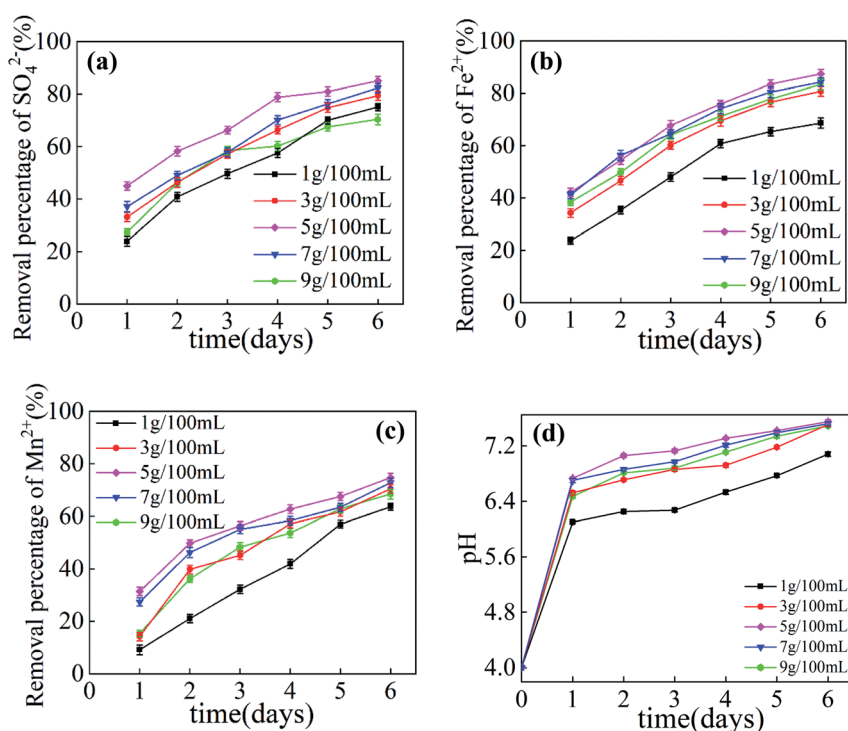 Removal percentage of SO₄²⁻(%)
100
80
60
40
20
0
(a)
1g/100mL
3g/100mL
5g/100mL
7g/100mL
9g/100mL
0 1 2 3 4 5 6
time(days)
Removal percentage of Fe²⁺(%)
100
80
60
40
20
0
(b)
1g/100mL
3g/100mL
5g/100mL
7g/100mL
9g/100mL
0 1 2 3 4 5 6
time(days)
Removal percentage of Mn²⁺(%)
100
80
60
40
20
0
1g/100mL
3g/100mL
5g/100mL
7g/100mL
9g/100mL
(c)
0 1 2 3 4 5 6
time(days)
pH
7.2
6.4
5.6
4.8
4.0
(d)
1g/100mL
3g/100mL
5g/100mL
7g/100mL
9g/100mL
0 1 2 3 4 5 6
time(days)